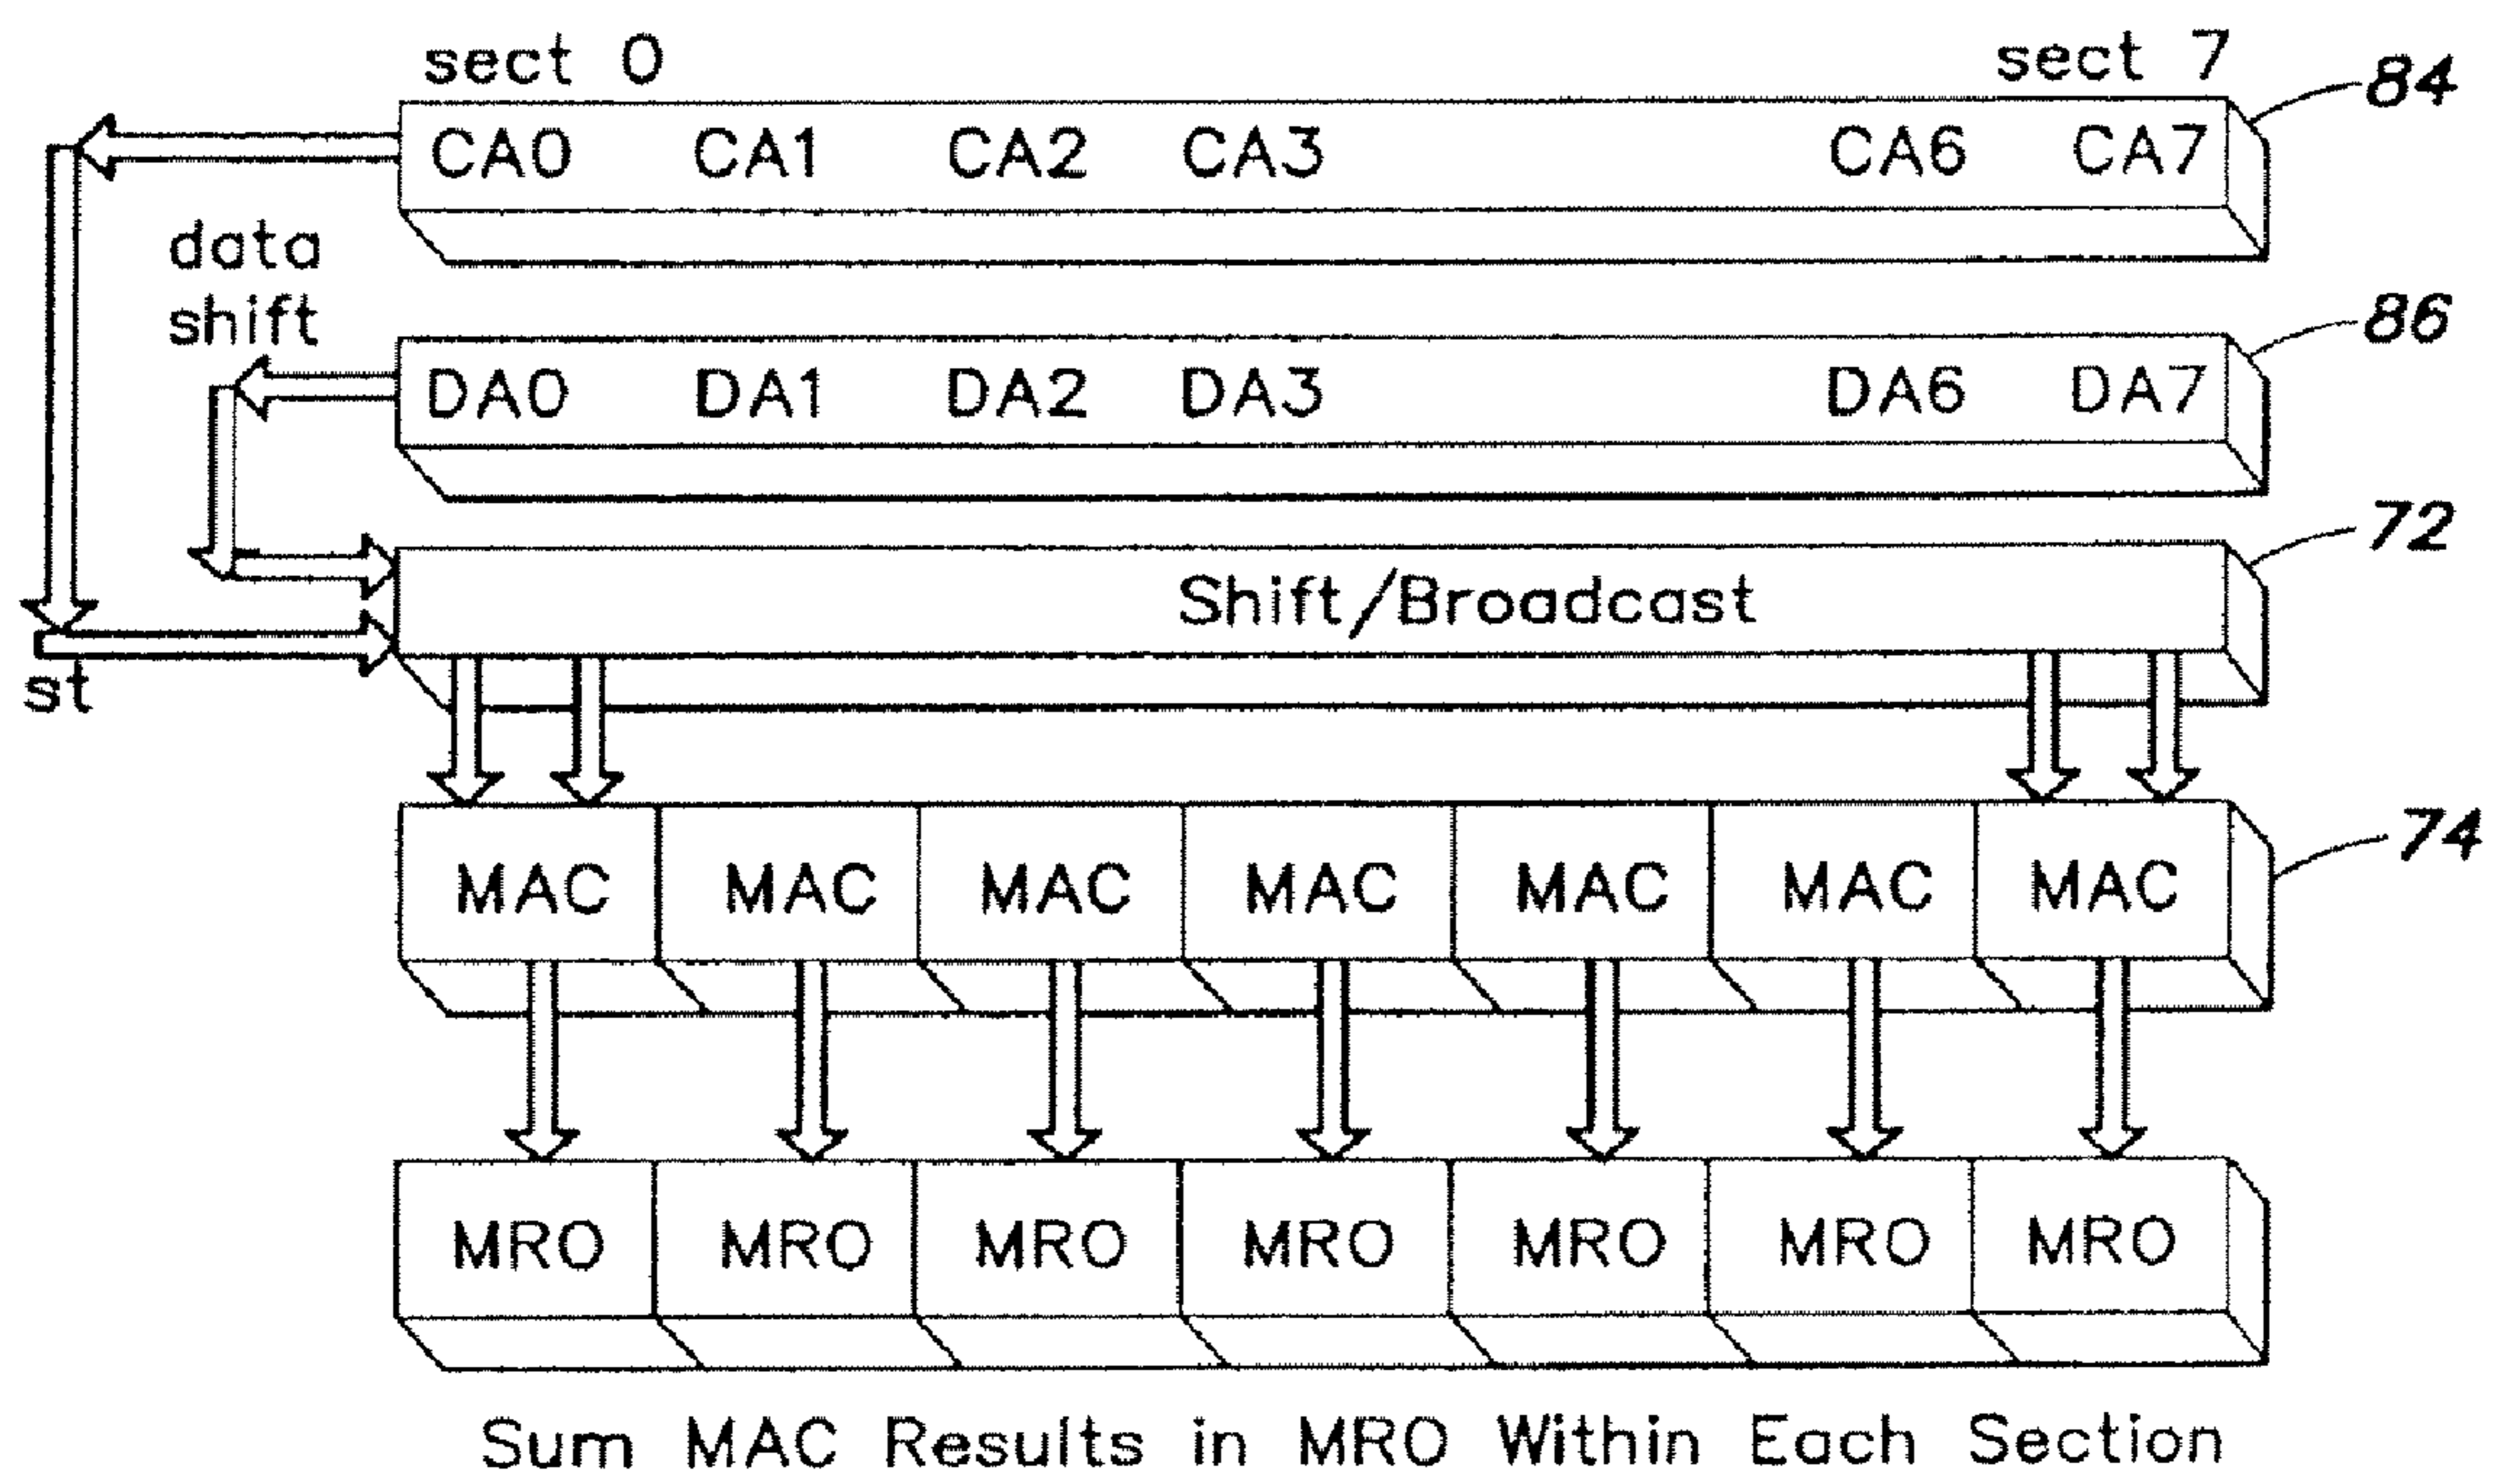 sect 0 sect 7
84
CA0 CA1 CA2 CA3 CA6 CA7
data
shift
86
DA0 DA1 DA2 DA3 DA6 DA7
72
Shift/Broadcast
st
74
MAC MAC MAC MAC MAC MAC MAC
MRO MRO MRO MRO MRO MRO MRO
Sum MAC Results in MRO Within Each Section